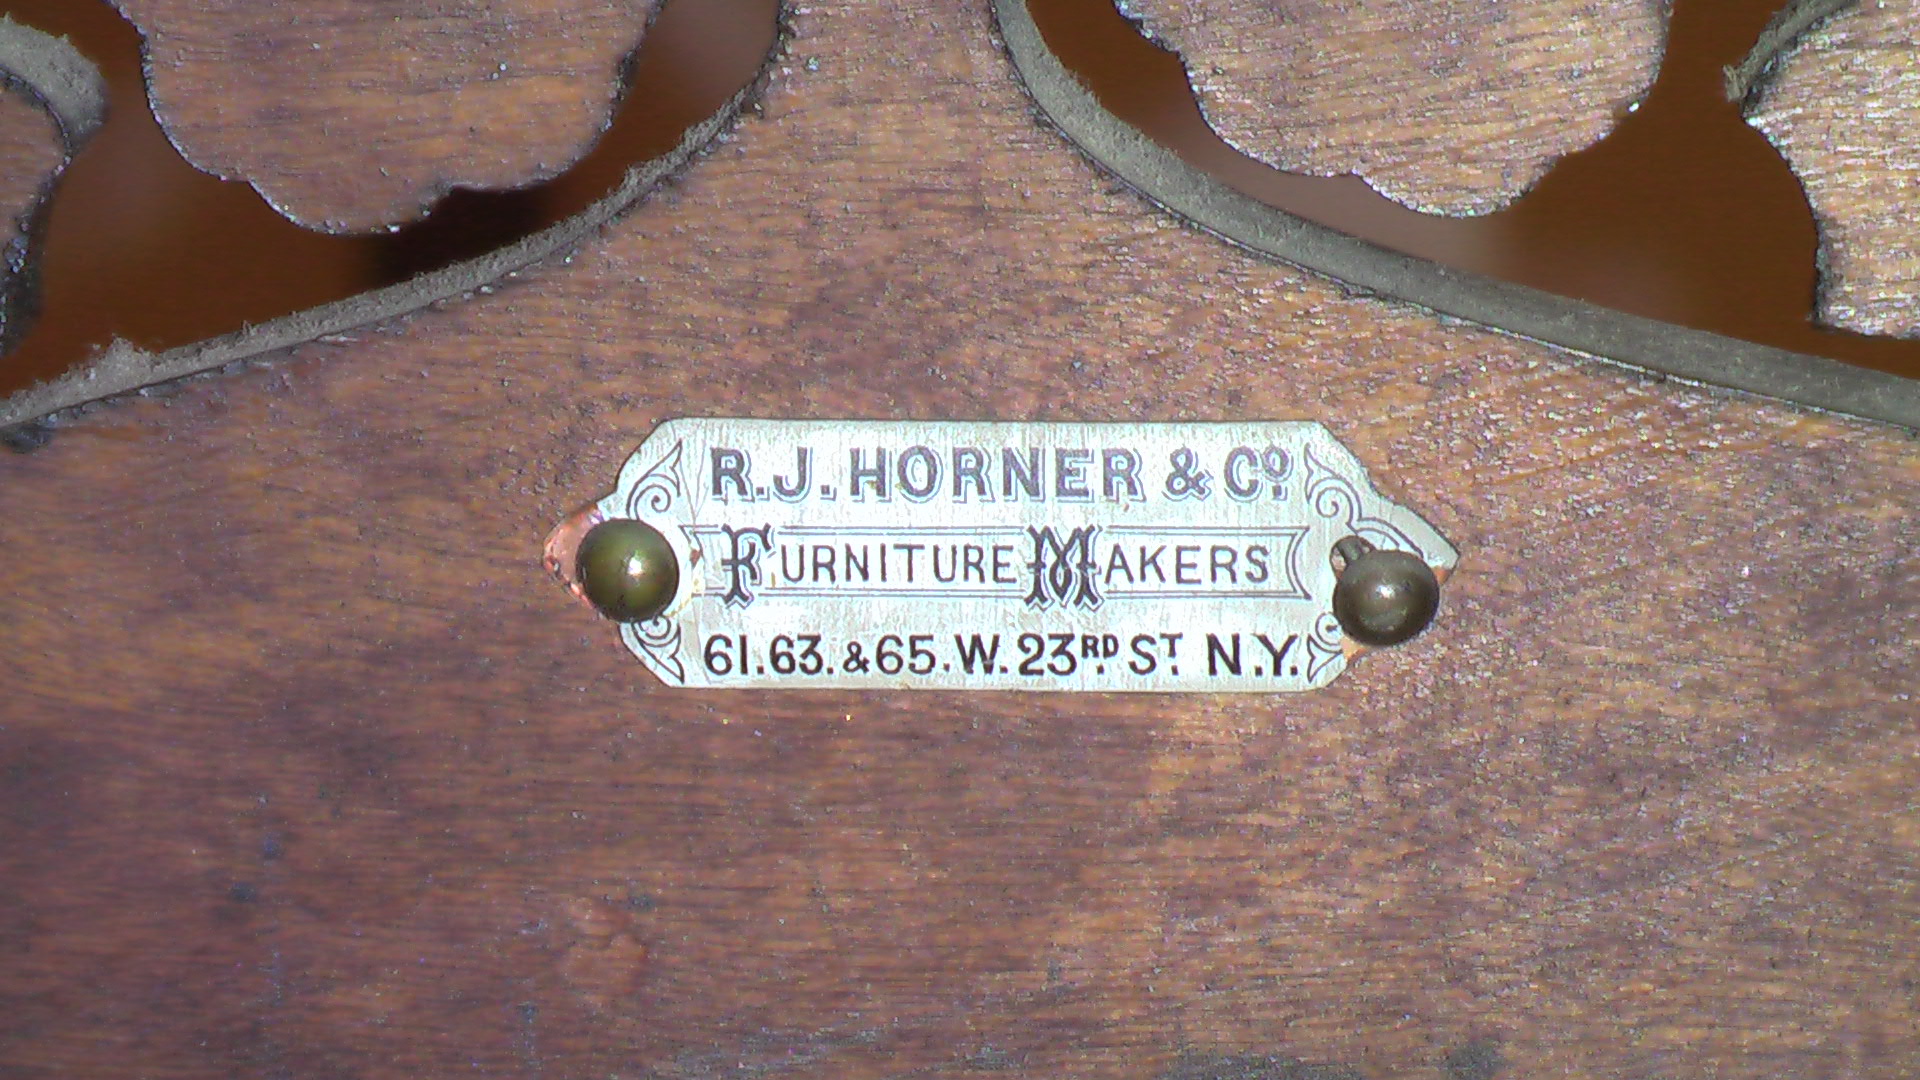 R.J. HORNER & Co.
FURNITURE MAKERS
61.63.&65.W.23RD. ST. N.Y.